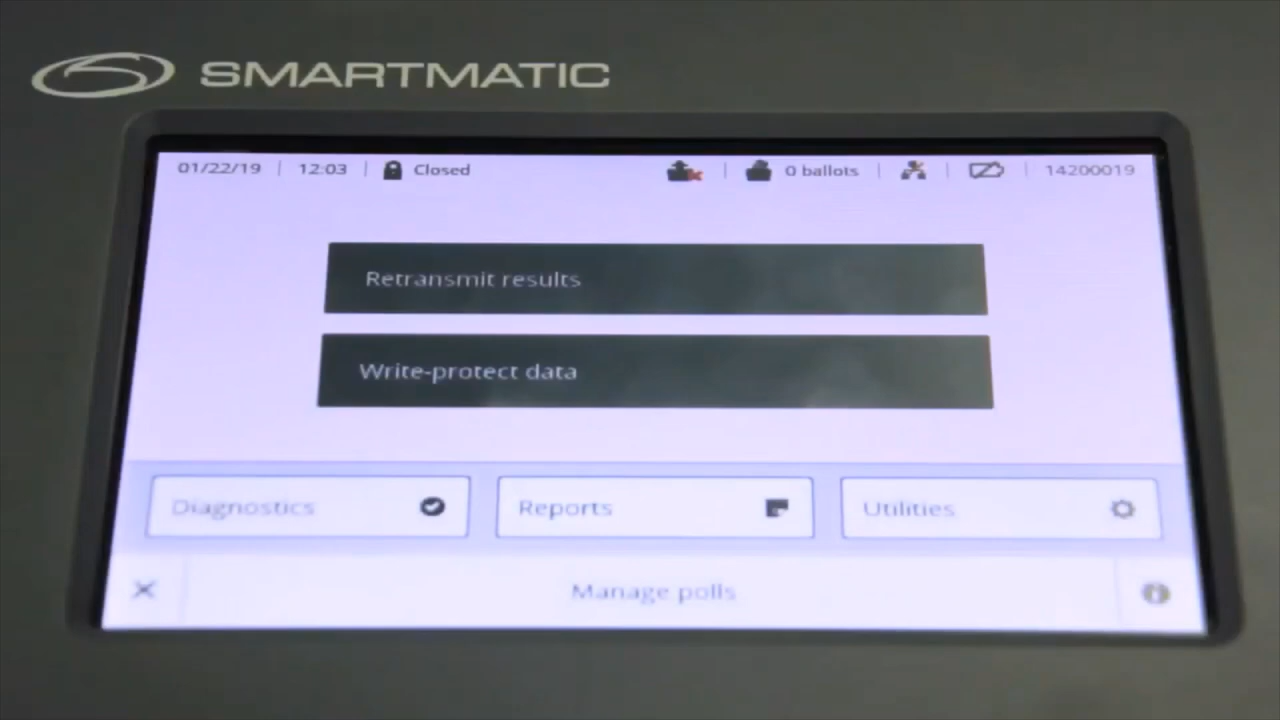 SMARTMATIC
01/22/19 | 12:03 | Closed | 0 ballots | 14200019
Retransmit results
Write-protect data
Diagnostics Reports Utilities
Manage polls